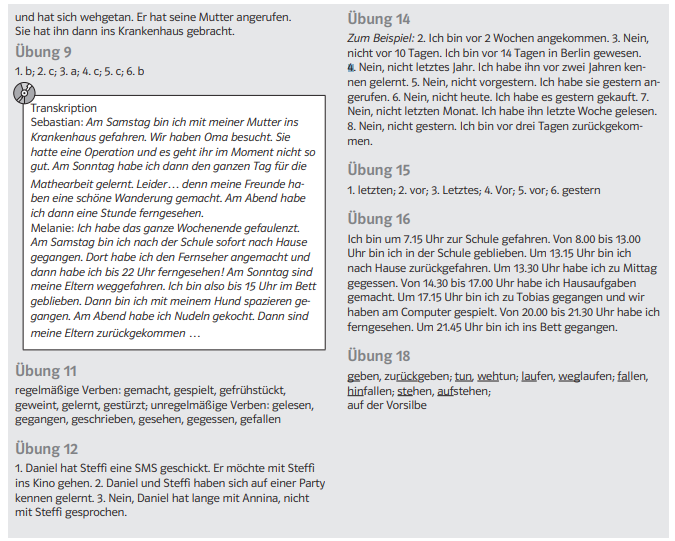 und hat sich wehgetan. Er hat seine Mutter angerufen.
Sie hat ihn dann ins Krankenhaus gebracht.
Übung 9
1. b; 2. c; 3. a; 4. c; 5. c; 6. b
Transkription
Sebastian: Am Samstag bin ich mit meiner Mutter ins
Krankenhaus gefahren. Wir haben Oma besucht. Sie
hatte eine Operation und es geht ihr im Moment nicht so
gut. Am Sonntag habe ich dann den ganzen Tag für die
Mathearbeit gelernt. Leider… denn meine Freunde ha-
ben eine schöne Wanderung gemacht. Am Abend habe
ich dann eine Stunde ferngesehen.
Melanie: Ich habe das ganze Wochenende gefaulenzt.
Am Samstag bin ich nach der Schule sofort nach Hause
gegangen. Dort habe ich den Fernseher angemacht und
dann habe ich bis 22 Uhr ferngesehen! Am Sonntag sind
meine Eltern weggefahren. Ich bin also bis 15 Uhr im Bett
geblieben. Dann bin ich mit meinem Hund spazieren ge-
gangen. Am Abend habe ich Nudeln gekocht. Dann sind
meine Eltern zurückgekommen …
Übung 11
regelmäßige Verben: gemacht, gespielt, gefrühstückt,
geweint, gelernt, gestürzt; unregelmäßige Verben: gelesen,
gegangen, geschrieben, gesehen, gegessen, gefallen
Übung 12
1. Daniel hat Steffi eine SMS geschickt. Er möchte mit Steffi
ins Kino gehen. 2. Daniel und Steffi haben sich auf einer Party
kennen gelernt. 3. Nein, Daniel hat lange mit Annina, nicht
mit Steffi gesprochen.
Übung 14
Zum Beispiel: 2. Ich bin vor 2 Wochen angekommen. 3. Nein,
nicht vor 10 Tagen. Ich bin vor 14 Tagen in Berlin gewesen.
4. Nein, nicht letztes Jahr. Ich habe ihn vor zwei Jahren ken-
nen gelernt. 5. Nein, nicht vorgestern. Ich habe sie gestern an-
gerufen. 6. Nein, nicht heute. Ich habe es gestern gekauft. 7.
Nein, nicht letzten Monat. Ich habe ihn letzte Woche gelesen.
8. Nein, nicht gestern. Ich bin vor drei Tagen zurückgekom-
men.
Übung 15
1. letzten; 2. vor; 3. Letztes; 4. Vor; 5. vor; 6. gestern
Übung 16
Ich bin um 7.15 Uhr zur Schule gefahren. Von 8.00 bis 13.00
Uhr bin ich in der Schule geblieben. Um 13.15 Uhr bin ich
nach Hause zurückgefahren. Um 13.30 Uhr habe ich zu Mittag
gegessen. Von 14.30 bis 17.00 Uhr habe ich Hausaufgaben
gemacht. Um 17.15 Uhr bin ich zu Tobias gegangen und wir
haben am Computer gespielt. Von 20.00 bis 21.30 Uhr habe ich
ferngesehen. Um 21.45 Uhr bin ich ins Bett gegangen.
Übung 18
geben, zurückgeben; tun, wehtun; laufen, weglaufen; fallen,
hinfallen; stehen, aufstehen;
auf der Vorsilbe